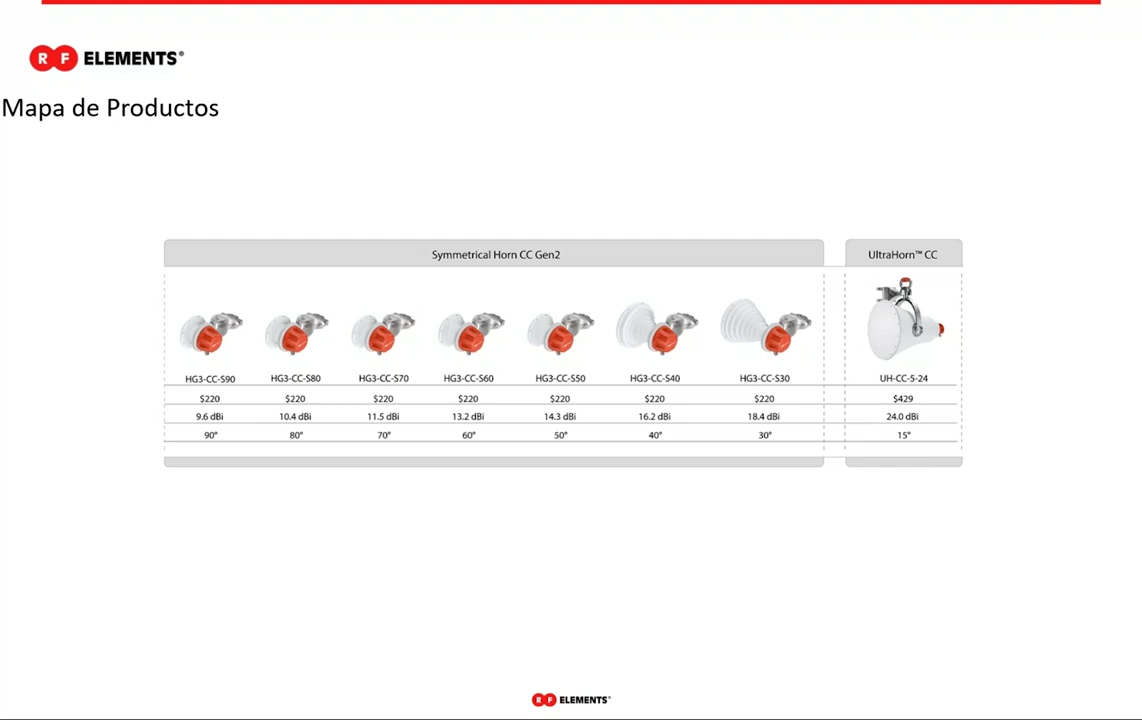 RF ELEMENTS®
Mapa de Productos
Symmetrical Horn CC Gen2 UltraHorn™ CC
HG3-CC-S90 HG3-CC-S80 HG3-CC-S70 HG3-CC-S60 HG3-CC-S50 HG3-CC-S40 HG3-CC-S30 UH-CC-5-24
$220 $220 $220 $220 $220 $220 $220 $429
9.6 dBi 10.4 dBi 11.5 dBi 13.2 dBi 14.3 dBi 16.2 dBi 18.4 dBi 24.0 dBi
90° 80° 70° 60° 50° 40° 30° 15°
RF ELEMENTS®